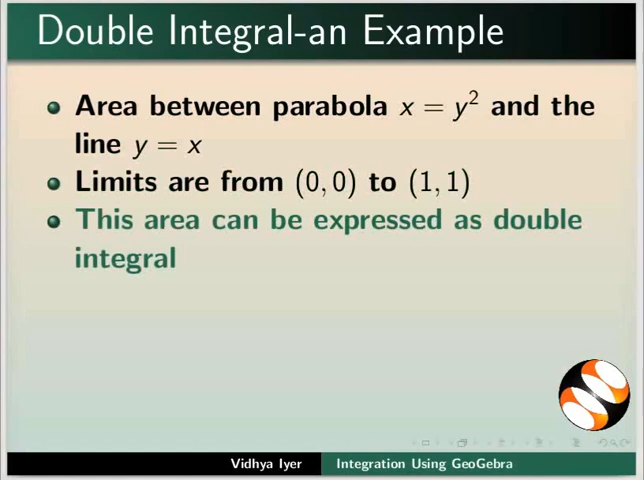 Double Integral-an Example
Area between parabola x = y² and the
line y = x
Limits are from (0, 0) to (1, 1)
This area can be expressed as double
integral
Vidhya Iyer Integration Using GeoGebra